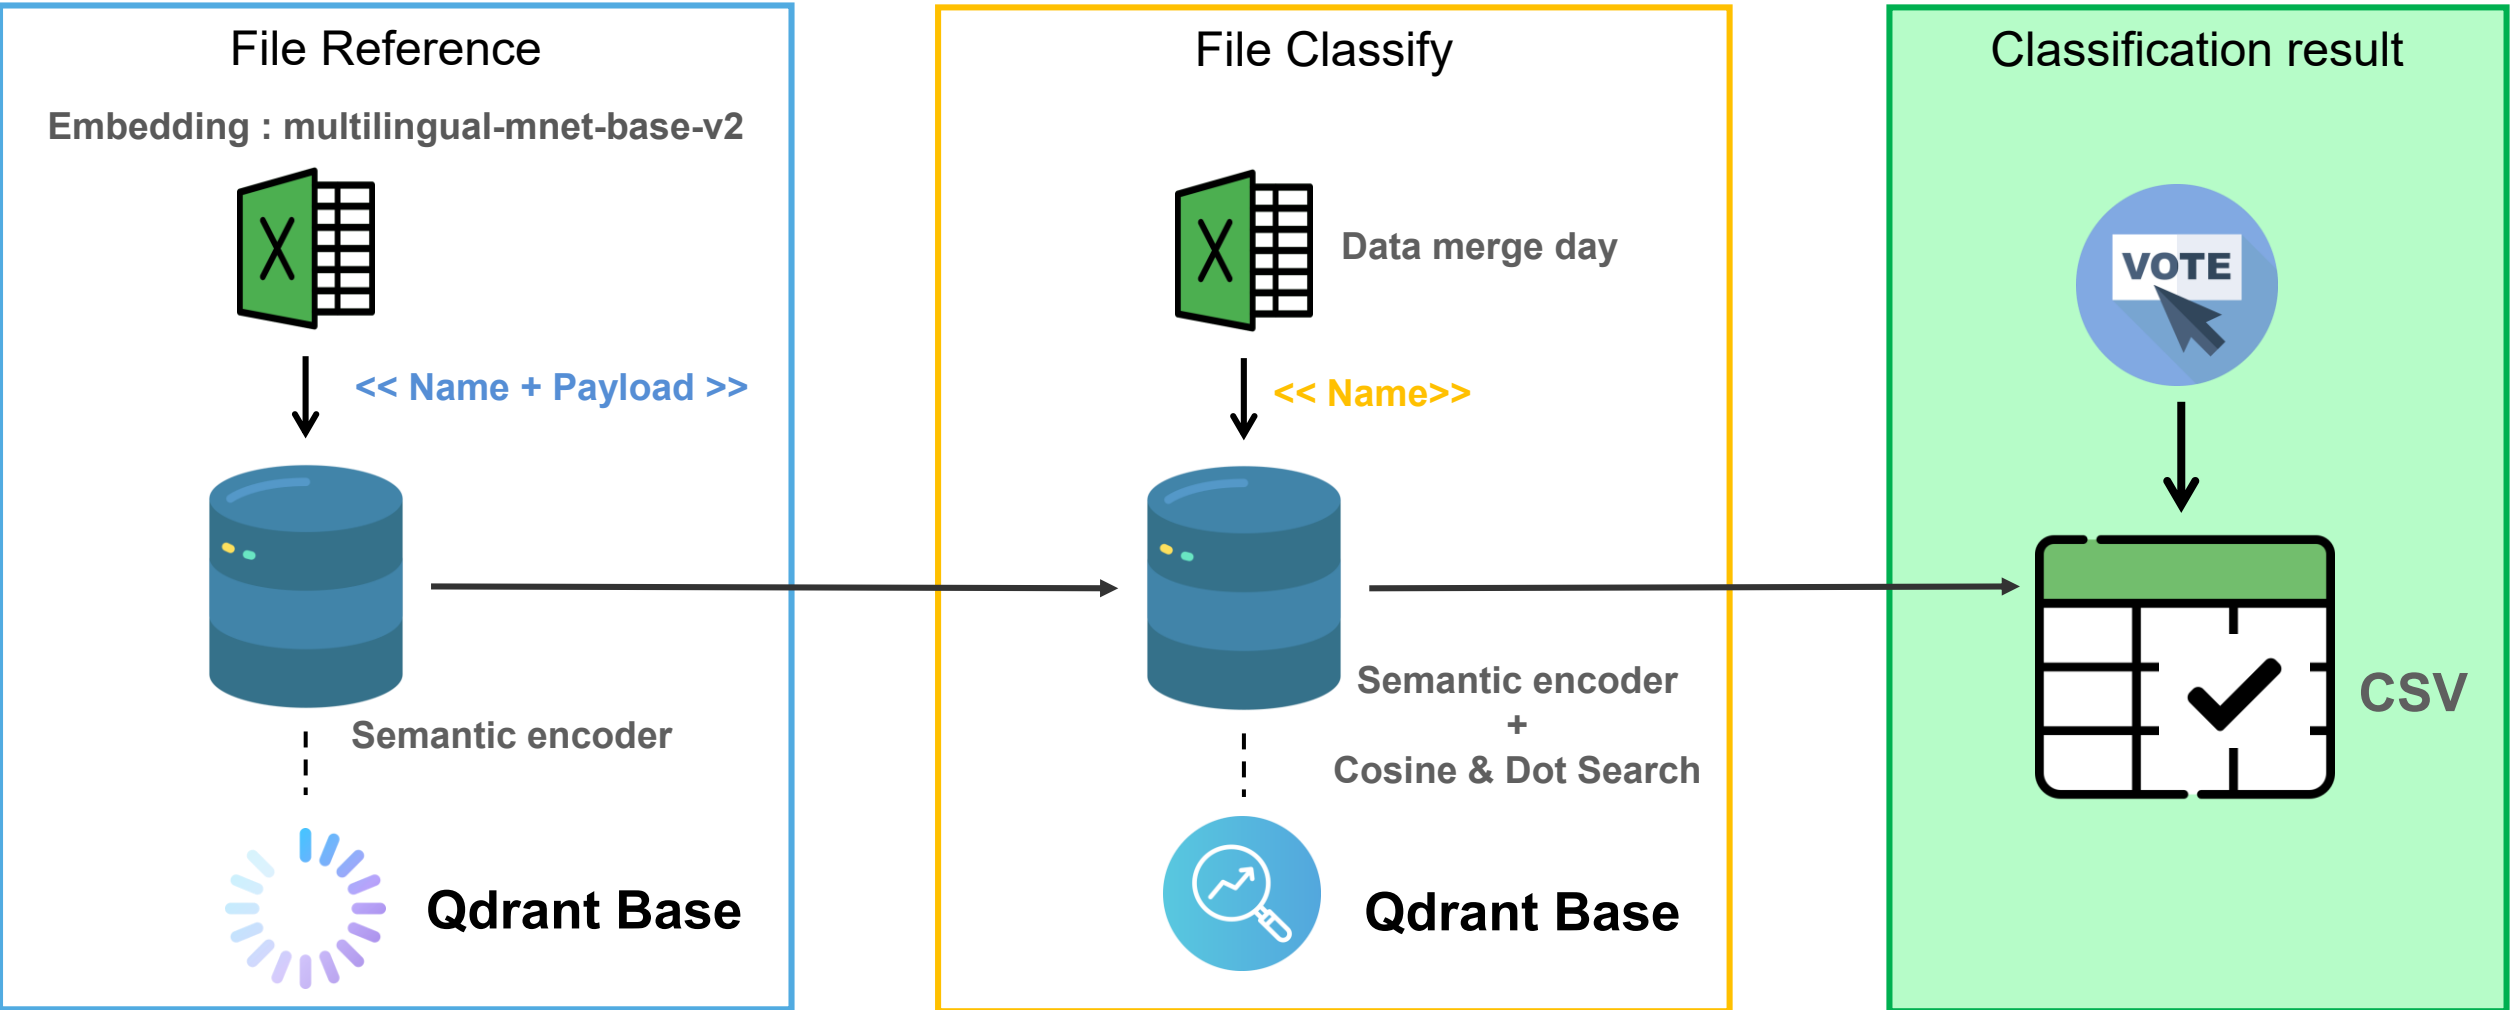 File Reference
Embedding : multilingual-mnet-base-v2
X
<< Name + Payload >>
Semantic encoder
Qdrant Base
File Classify
X
Data merge day
<< Name>>
Semantic encoder
+
Cosine & Dot Search
Qdrant Base
Classification result
VOTE
CSV